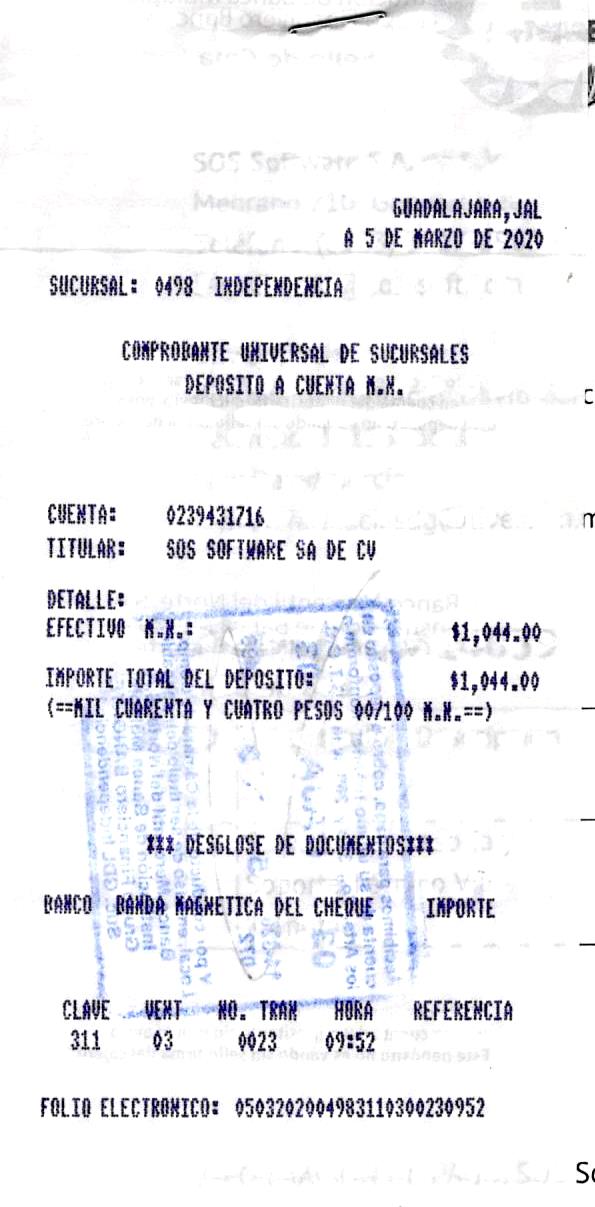 GUADALAJARA,JAL
A 5 DE MARZO DE 2020
SUCURSAL: 0498 INDEPENDENCIA
COMPROBANTE UNIVERSAL DE SUCURSALES
DEPOSITO A CUENTA M.N.
CUENTA: 0239431716
TITULAR: SOS SOFTWARE SA DE CV
DETALLE:
EFECTIVO M.N.: $1,044.00
IMPORTE TOTAL DEL DEPOSITO: $1,044.00
(==MIL CUARENTA Y CUATRO PESOS 00/100 M.N.==)
*** DESGLOSE DE DOCUMENTOS***
BANCO BANDA MAGNETICA DEL CHEQUE IMPORTE
CLAVE VENT NO. TRAN HORA REFERENCIA
311 03 0023 09:52
FOLIO ELECTRONICO: 0503202004983110300230952